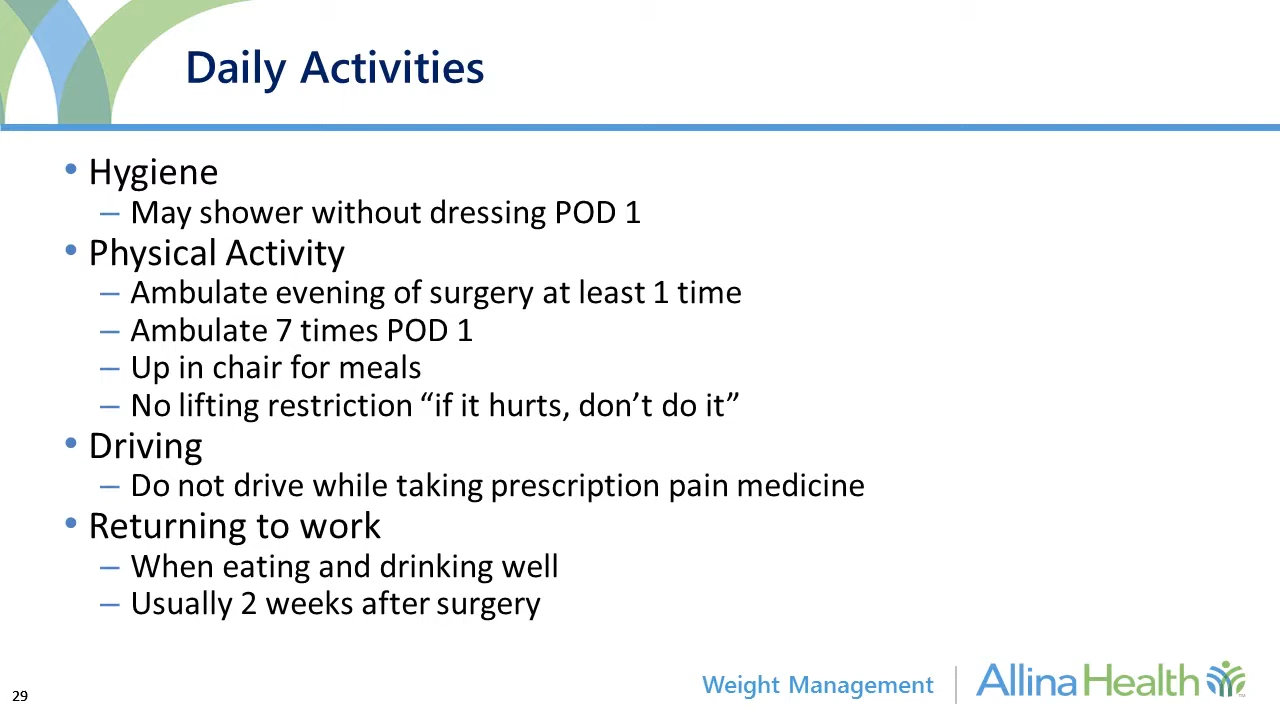 Daily Activities
• Hygiene
– May shower without dressing POD 1
• Physical Activity
– Ambulate evening of surgery at least 1 time
– Ambulate 7 times POD 1
– Up in chair for meals
– No lifting restriction “if it hurts, don’t do it”
• Driving
– Do not drive while taking prescription pain medicine
• Returning to work
– When eating and drinking well
– Usually 2 weeks after surgery
29
Weight Management
AllinaHealth